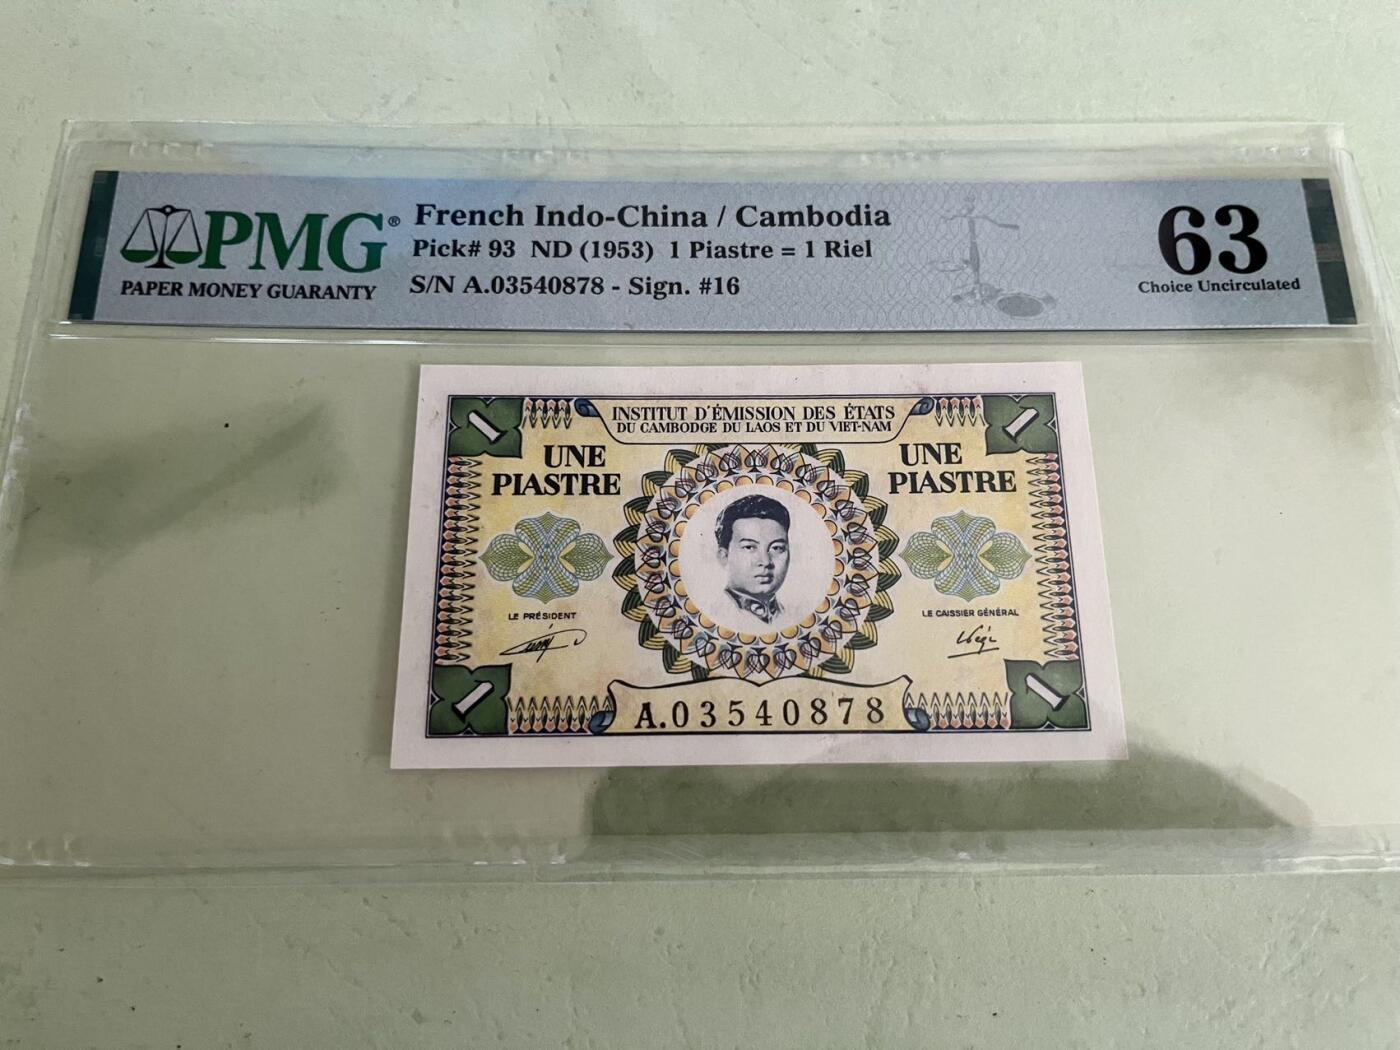 PMG®
PAPER MONEY GUARANTY
French Indo-China / Cambodia
Pick# 93 ND (1953) 1 Piastre = 1 Riel
S/N A.03540878 - Sign. #16
63
Choice Uncirculated
1
1
INSTITUT D'ÉMISSION DES ÉTATS
DU CAMBODGE DU LAOS ET DU VIET-NAM
UNE
PIASTRE
UNE
PIASTRE
LE PRÉSIDENT
LE CAISSIER GÉNÉRAL
1
1
A.03540878